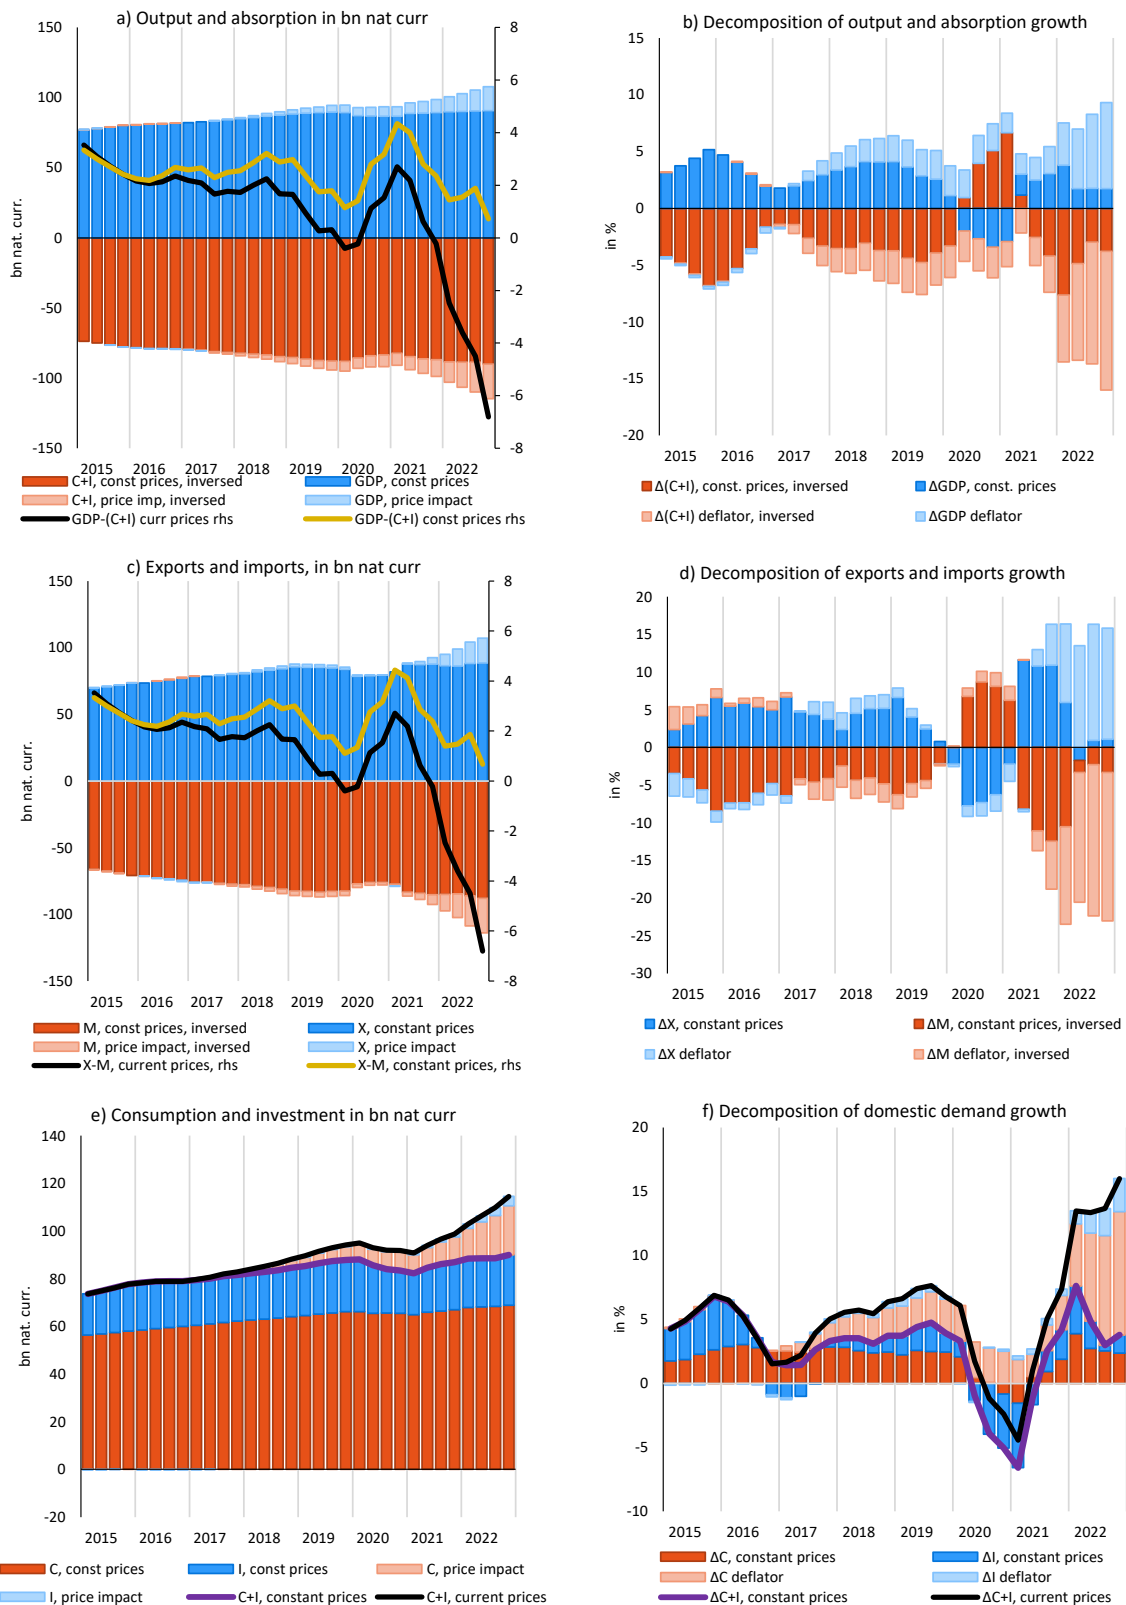 a) Output and absorption in bn nat curr
150
100
50
0
-50
-100
-150
8
6
4
2
0
-2
-4
-6
-8
bn nat. curr.
2015 2016 2017 2018 2019 2020 2021 2022
C+I, const prices, inversed
GDP, const prices
C+I, price imp, inversed
GDP, price impact
GDP-(C+I) curr prices rhs
GDP-(C+I) const prices rhs
b) Decomposition of output and absorption growth
15
10
5
0
-5
-10
-15
-20
in %
2015 2016 2017 2018 2019 2020 2021 2022
Δ(C+I), const. prices, inversed
ΔGDP, const. prices
Δ(C+I) deflator, inversed
ΔGDP deflator
c) Exports and imports, in bn nat curr
150
100
50
0
-50
-100
-150
8
6
4
2
0
-2
-4
-6
-8
bn nat. curr.
2015 2016 2017 2018 2019 2020 2021 2022
M, const prices, inversed
X, constant prices
M, price impact, inversed
X, price impact
X-M, current prices, rhs
X-M, constant prices, rhs
d) Decomposition of exports and imports growth
20
15
10
5
0
-5
-10
-15
-20
-25
-30
in %
2015 2016 2017 2018 2019 2020 2021 2022
ΔX, constant prices
ΔM, constant prices, inversed
ΔX deflator
ΔM deflator, inversed
e) Consumption and investment in bn nat curr
140
120
100
80
60
40
20
0
-20
bn nat. curr.
2015 2016 2017 2018 2019 2020 2021 2022
C, const prices
I, const prices
C, price impact
I, price impact
C+I, constant prices
C+I, current prices
f) Decomposition of domestic demand growth
20
15
10
5
0
-5
-10
in %
2015 2016 2017 2018 2019 2020 2021 2022
ΔC, constant prices
ΔI, constant prices
ΔC deflator
ΔI deflator
ΔC+I, constant prices
ΔC+I, current prices